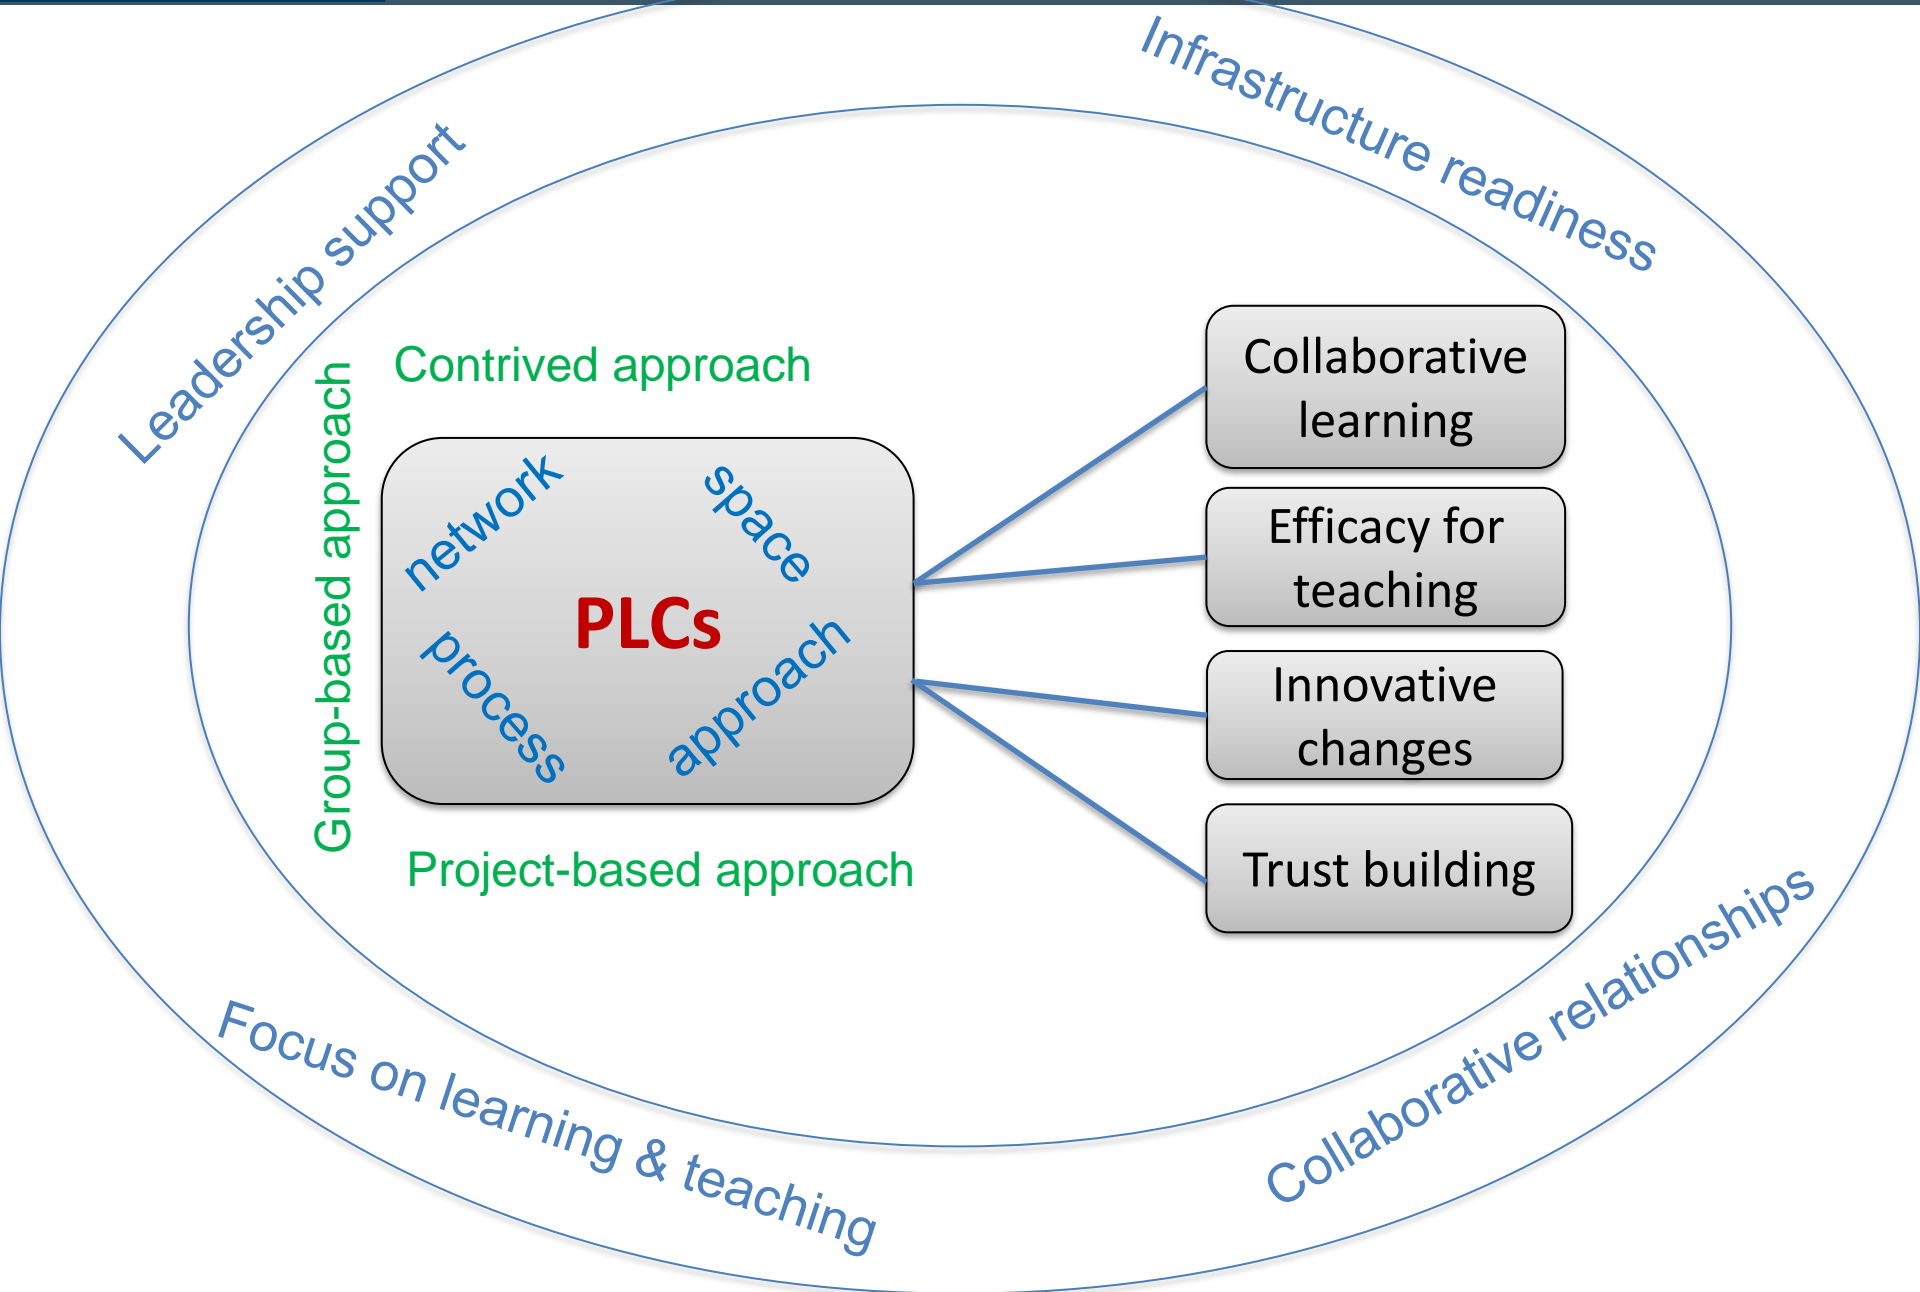 Infrastructure readiness
Leadership support
Contrived approach
Group-based approach
network
space
PLCs
process
approach
Project-based approach
Collaborative
learning
Efficacy for
teaching
Innovative
changes
Trust building
Focus on learning & teaching
Collaborative relationships